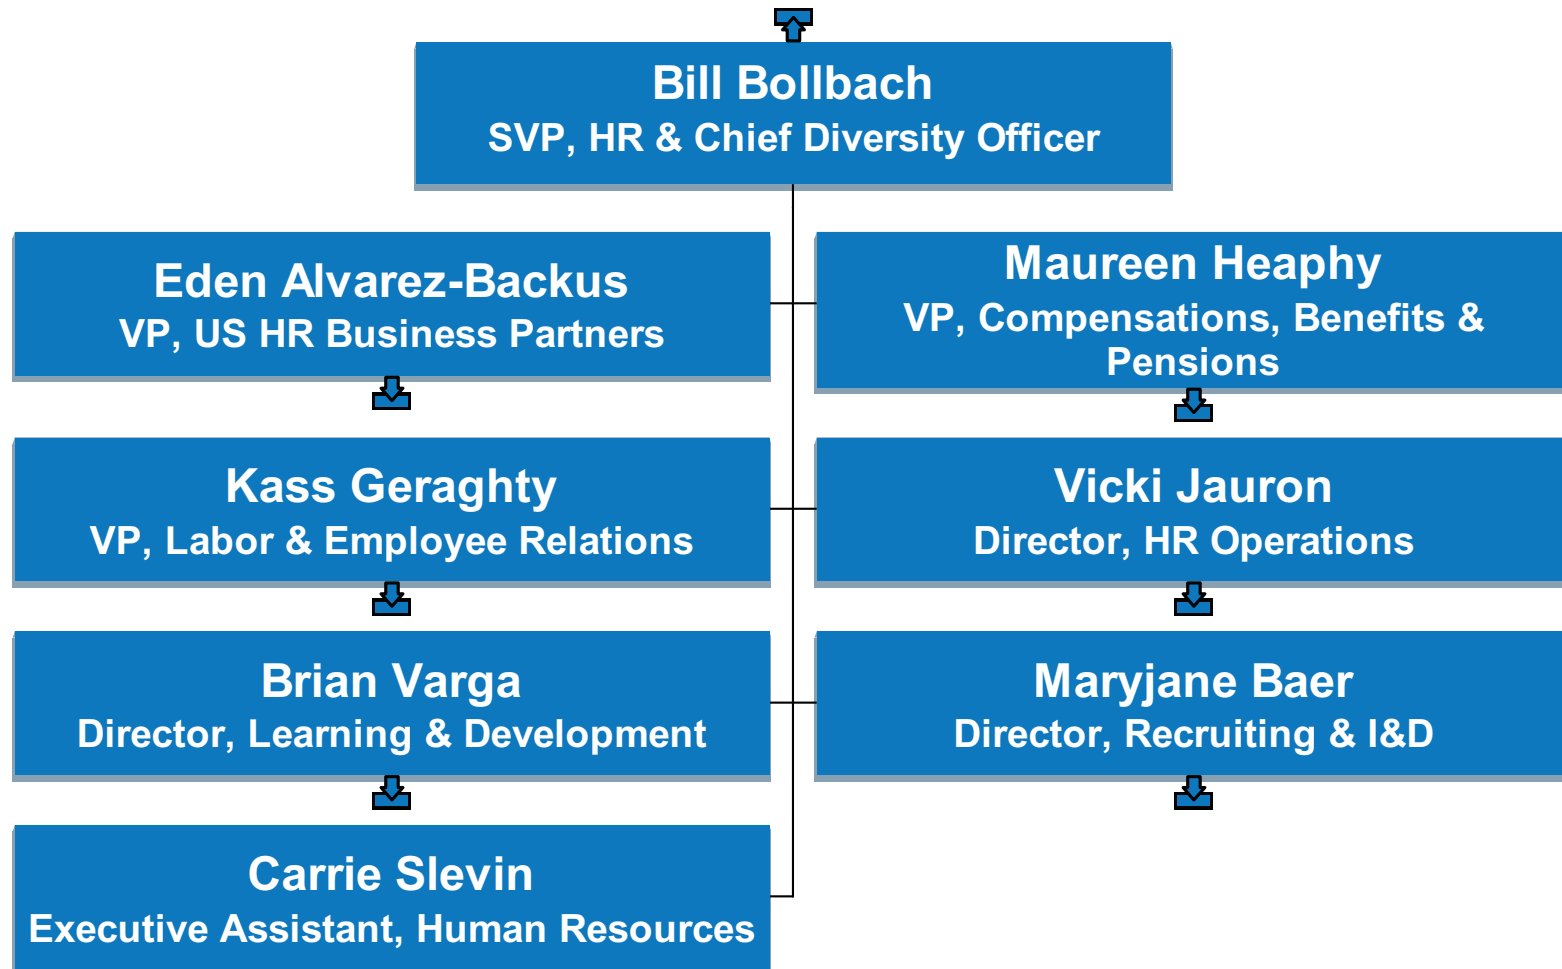 Bill Bollbach
SVP, HR & Chief Diversity Officer
Eden Alvarez-Backus
VP, US HR Business Partners
Maureen Heaphy
VP, Compensations, Benefits &
Pensions
Kass Geraghty
VP, Labor & Employee Relations
Vicki Jauron
Director, HR Operations
Brian Varga
Director, Learning & Development
Maryjane Baer
Director, Recruiting & I&D
Carrie Slevin
Executive Assistant, Human Resources